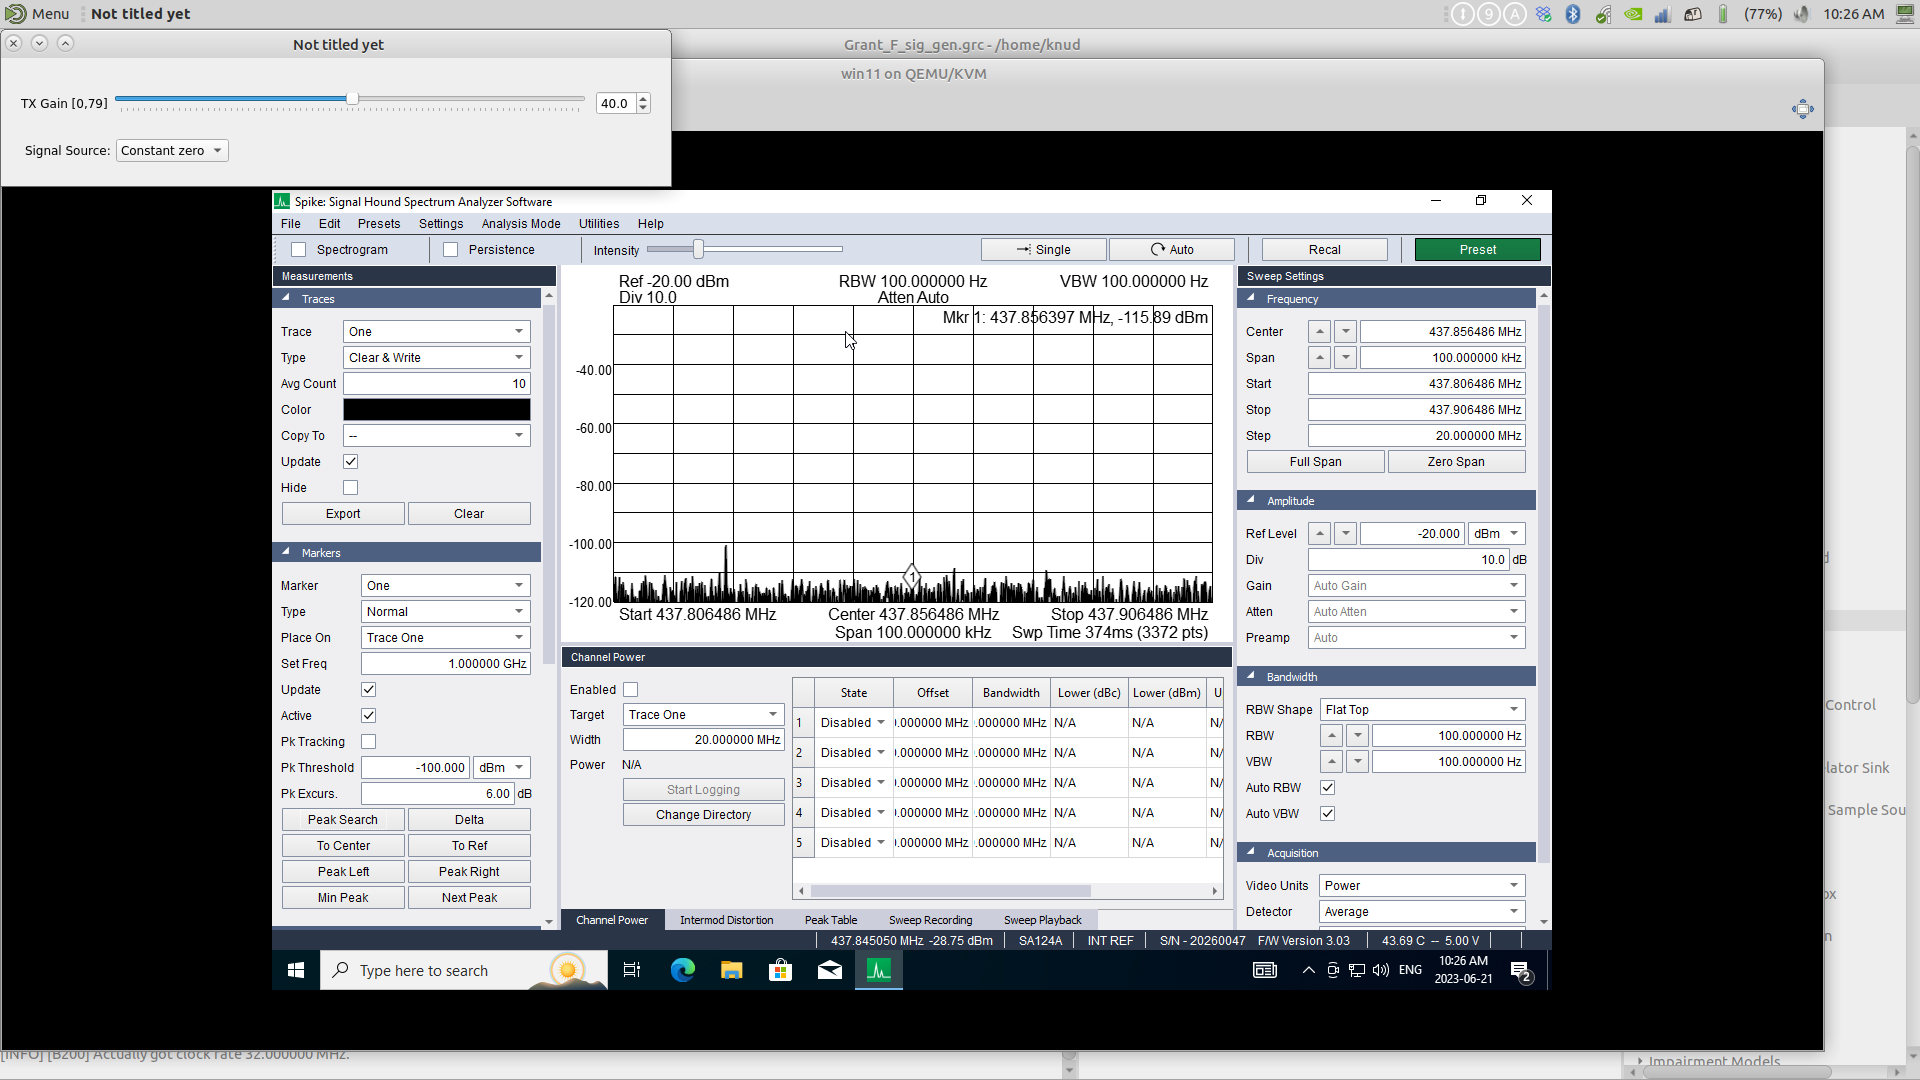 Menu Not titled yet (77%) 10:26 AM
Not titled yet
Grant_F_sig_gen.grc - /home/knud
win11 on QEMU/KVM
TX Gain [0,79] 40.0
Signal Source: Constant zero
Spike: Signal Hound Spectrum Analyzer Software
File Edit Presets Settings Analysis Mode Utilities Help
Spectrogram Persistence Intensity Single Auto Recal Preset
Measurements
Traces
Trace One
Type Clear & Write
Avg Count 10
Color
Copy To --
Update
Hide
Export Clear
Markers
Marker One
Type Normal
Place On Trace One
Set Freq 1.000000 GHz
Update
Active
Pk Tracking
Pk Threshold -100.000 dBm
Pk Excurs. 6.00 dB
Peak Search Delta
To Center To Ref
Peak Left Peak Right
Min Peak Next Peak
Ref -20.00 dBm RBW 100.000000 Hz VBW 100.000000 Hz
Div 10.0 Atten Auto
Mkr 1: 437.856397 MHz, -115.89 dBm
-40.00
-60.00
-80.00
-100.00
1
-120.00
Start 437.806486 MHz Center 437.856486 MHz Stop 437.906486 MHz
Span 100.000000 kHz Swp Time 374ms (3372 pts)
Channel Power
Enabled
Target Trace One
Width 20.000000 MHz
Power N/A
Start Logging
Change Directory
State Offset Bandwidth Lower (dBc) Lower (dBm) U
1 Disabled .000000 MHz .000000 MHz N/A N/A N/
2 Disabled .000000 MHz .000000 MHz N/A N/A N/
3 Disabled .000000 MHz .000000 MHz N/A N/A N/
4 Disabled .000000 MHz .000000 MHz N/A N/A N/
5 Disabled .000000 MHz .000000 MHz N/A N/A N/
Channel Power Intermod Distortion Peak Table Sweep Recording Sweep Playback
Sweep Settings
Frequency
Center 437.856486 MHz
Span 100.000000 kHz
Start 437.806486 MHz
Stop 437.906486 MHz
Step 20.000000 MHz
Full Span Zero Span
Amplitude
Ref Level -20.000 dBm
Div 10.0 dB
Gain Auto Gain
Atten Auto Atten
Preamp Auto
Bandwidth
RBW Shape Flat Top
RBW 100.000000 Hz
VBW 100.000000 Hz
Auto RBW
Auto VBW
Acquisition
Video Units Power
Detector Average
437.845050 MHz -28.75 dBm SA124A INT REF S/N - 20260047 F/W Version 3.03 43.69 C -- 5.00 V
Type here to search
ENG
10:26 AM
2023-06-21
2
Control
lator Sink
Sample Sou
[INFO] [B200] Actually got clock rate 32.000000 MHz.
Impairment Models